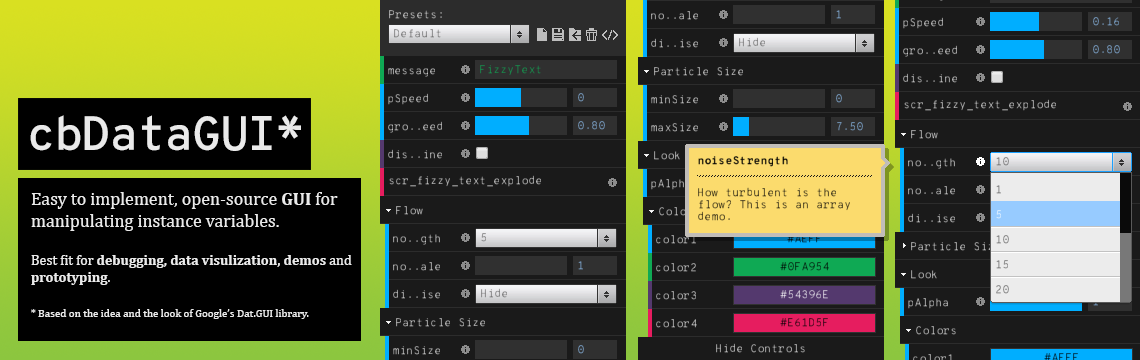 cbDataGUI*
Easy to implement, open-source GUI for
manipulating instance variables.
Best fit for debugging, data visulization, demos and
prototyping.
* Based on the idea and the look of Google's Dat.GUI library.
Presets:
Default
message FizzyText
pSpeed 0
gro..eed 0.80
dis..ine
scr_fizzy_text_explode
Flow
no..gth 5
no..ale 1
di..ise Hide
Particle Size
minSize 0
no..ale 1
di..ise Hide
Particle Size
minSize 0
maxSize 7.50
Look
pAlph
noiseStrength
How turbulent is the
flow? This is an array
demo.
Colo
color1 #AEFF
color2 #0FA954
color3 #54396E
color4 #E61D5F
Hide Controls
pSpeed 0.16
gro..eed 0.80
dis..ine
scr_fizzy_text_explode
Flow
no..gth 10
1
no..ale
5
di..ise
10
Particle Si
15
Look
20
pAlpha 1
Colors
color1 #AEFF